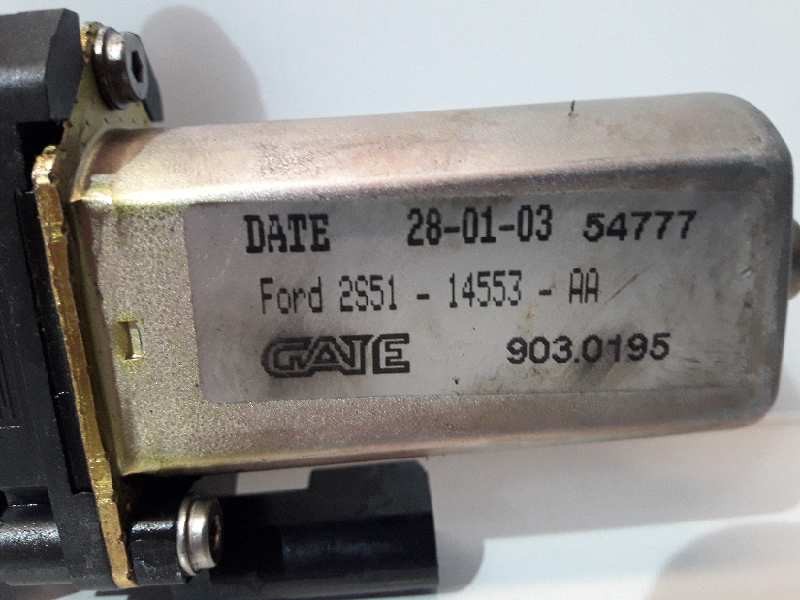 DATE 28-01-03 54777
Ford 2S51 - 14553 - AA
GATE 903.0195